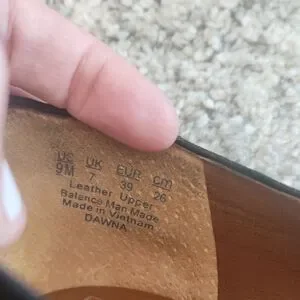 US UK EUR cm
9M 7 39 26
Leather Upper
Balance Man Made
Made in Vietnam
DAWNA